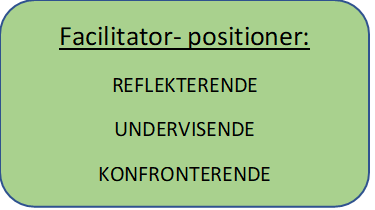 Facilitator- positioner:
REFLEKTERENDE
UNDERVISENDE
KONFRONTERENDE